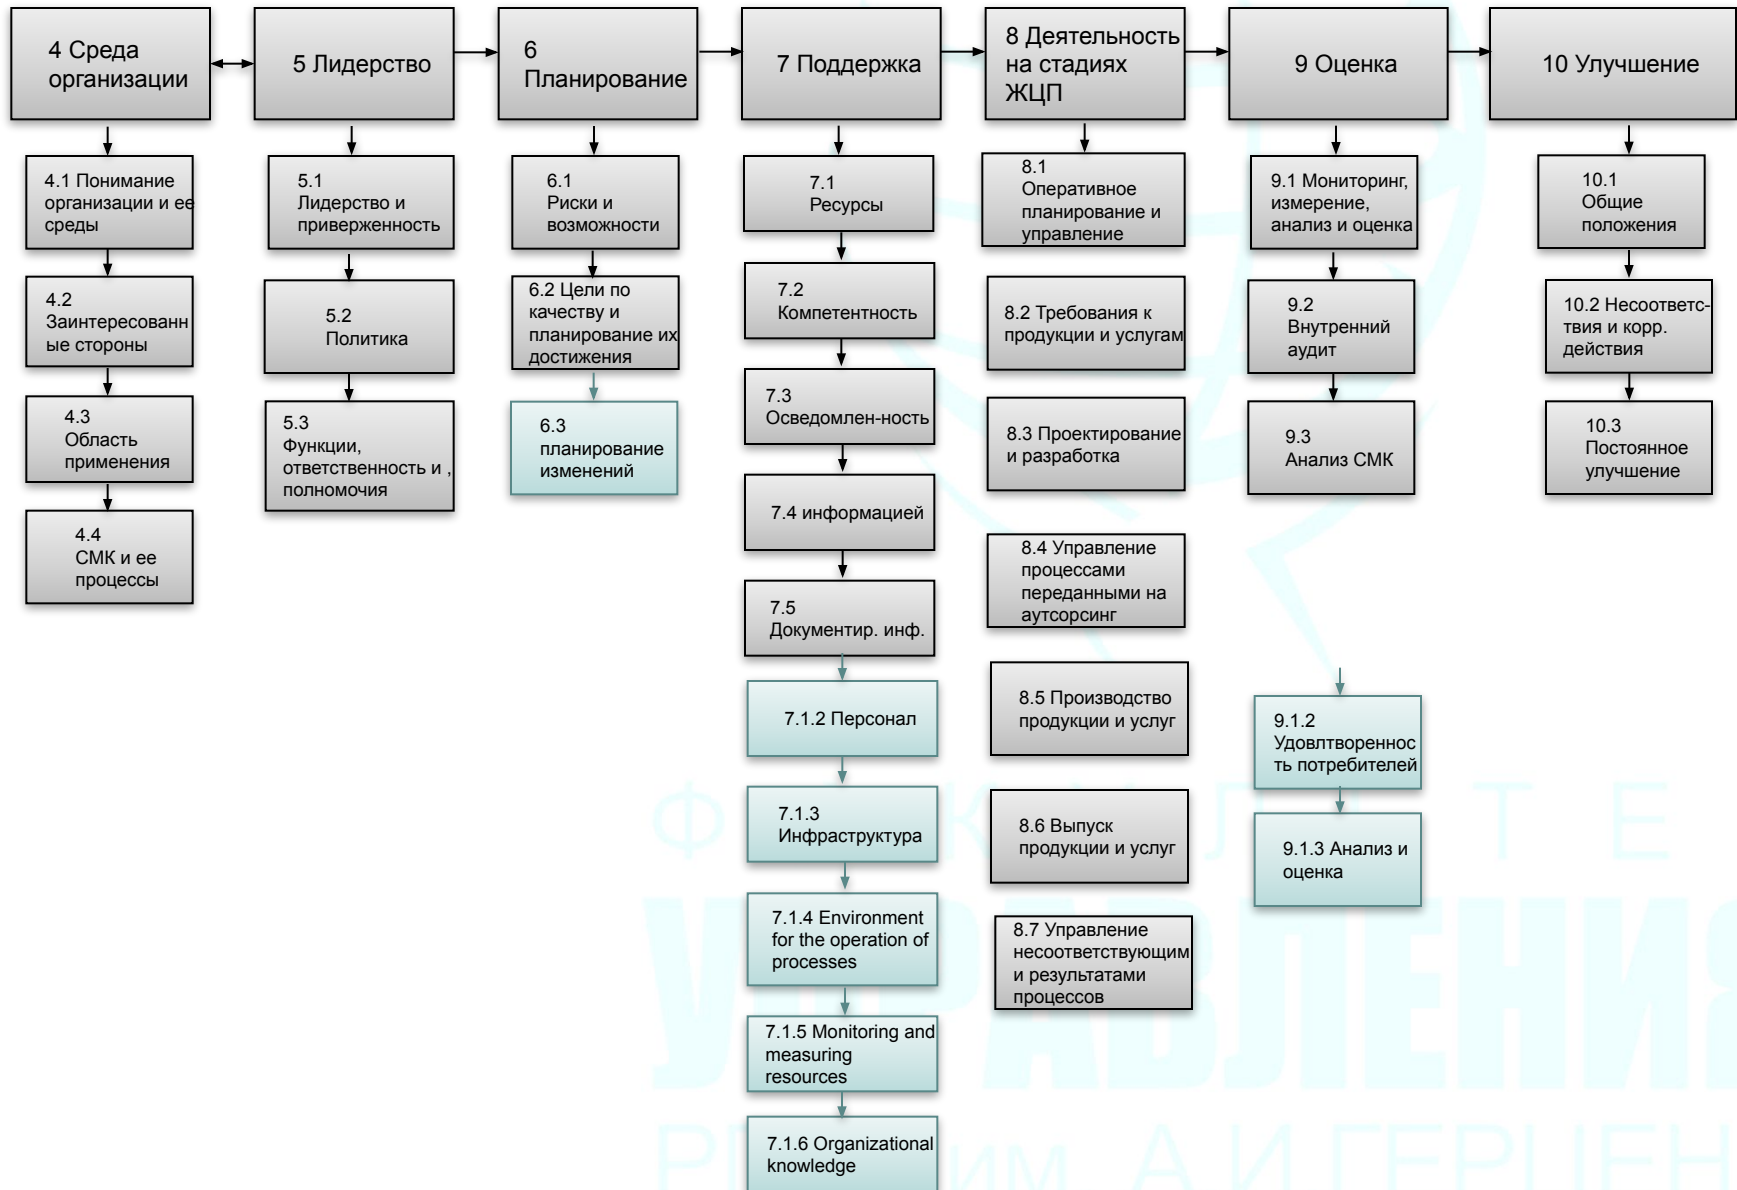 4 Среда
организации
5 Лидерство
6
Планирование
7 Поддержка
8 Деятельность
на стадиях
ЖЦП
9 Оценка
10 Улучшение
4.1 Понимание
организации и ее
среды
4.2
Заинтересованн
ые стороны
4.3
Область
применения
4.4
СМК и ее
процессы
5.1
Лидерство и
приверженность
5.2
Политика
5.3
Функции,
ответственность и ,
полномочия
6.1
Риски и
возможности
6.2 Цели по
качеству и
планирование их
достижения
6.3
планирование
изменений
7.1
Ресурсы
7.2
Компетентность
7.3
Осведомлен-ность
7.4 информацией
7.5
Документир. инф.
7.1.2 Персонал
7.1.3
Инфраструктура
7.1.4 Environment
for the operation of
processes
7.1.5 Monitoring and
measuring
resources
7.1.6 Organizational
knowledge
8.1
Оперативное
планирование и
управление
8.2 Требования к
продукции и услугам
8.3 Проектирование
и разработка
8.4 Управление
процессами
переданными на
аутсорсинг
8.5 Производство
продукции и услуг
8.6 Выпуск
продукции и услуг
8.7 Управление
несоответствующим
и результатами
процессов
9.1 Мониторинг,
измерение,
анализ и оценка
9.2
Внутренний
аудит
9.3
Анализ СМК
9.1.2
Удовлтвореннос
ть потребителей
9.1.3 Анализ и
оценка
10.1
Общие
положения
10.2 Несоответс-
твия и корр.
действия
10.3
Постоянное
улучшение